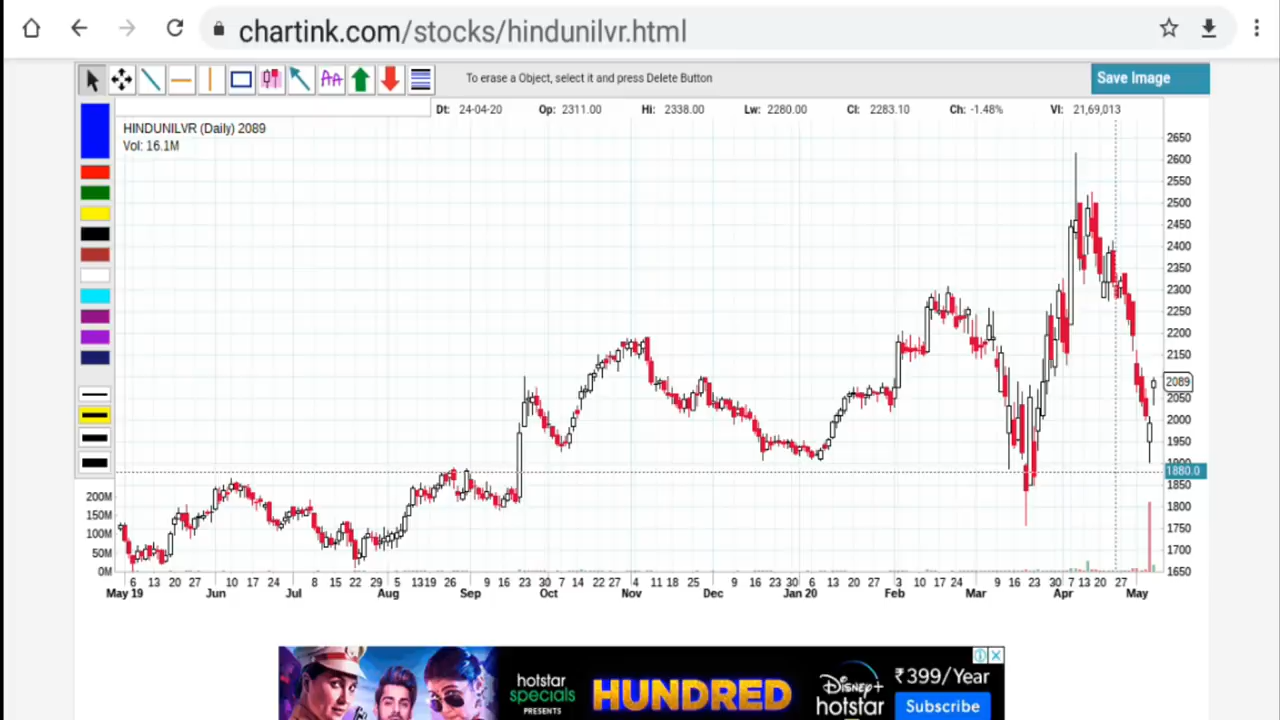 chartink.com/stocks/hindunilvr.html
To erase a Object, select it and press Delete Button
Save Image
Dt: 24-04-20 Op: 2311.00 Hi: 2338.00 Lw: 2280.00 Cl: 2283.10 Ch: -1.48% Vl: 21,69,013
HINDUNILVR (Daily) 2089
Vol: 16.1M
2650
2600
2550
2500
2450
2400
2350
2300
2250
2200
2150
2089
2050
2000
1950
1900
1880.0
1850
1800
1750
1700
1650
200M
150M
100M
50M
0M
6 13 20 27 10 17 24 8 15 22 29 5 13 19 26 9 16 23 30 7 14 22 27 4 11 18 25 9 16 23 30 6 13 20 27 3 10 17 24 9 16 23 30 7 13 20 27
May 19 Jun Jul Aug Sep Oct Nov Dec Jan 20 Feb Mar Apr May
hotstar
specials
PRESENTS
HUNDRED
Disney+
hotstar
₹399/Year
Subscribe